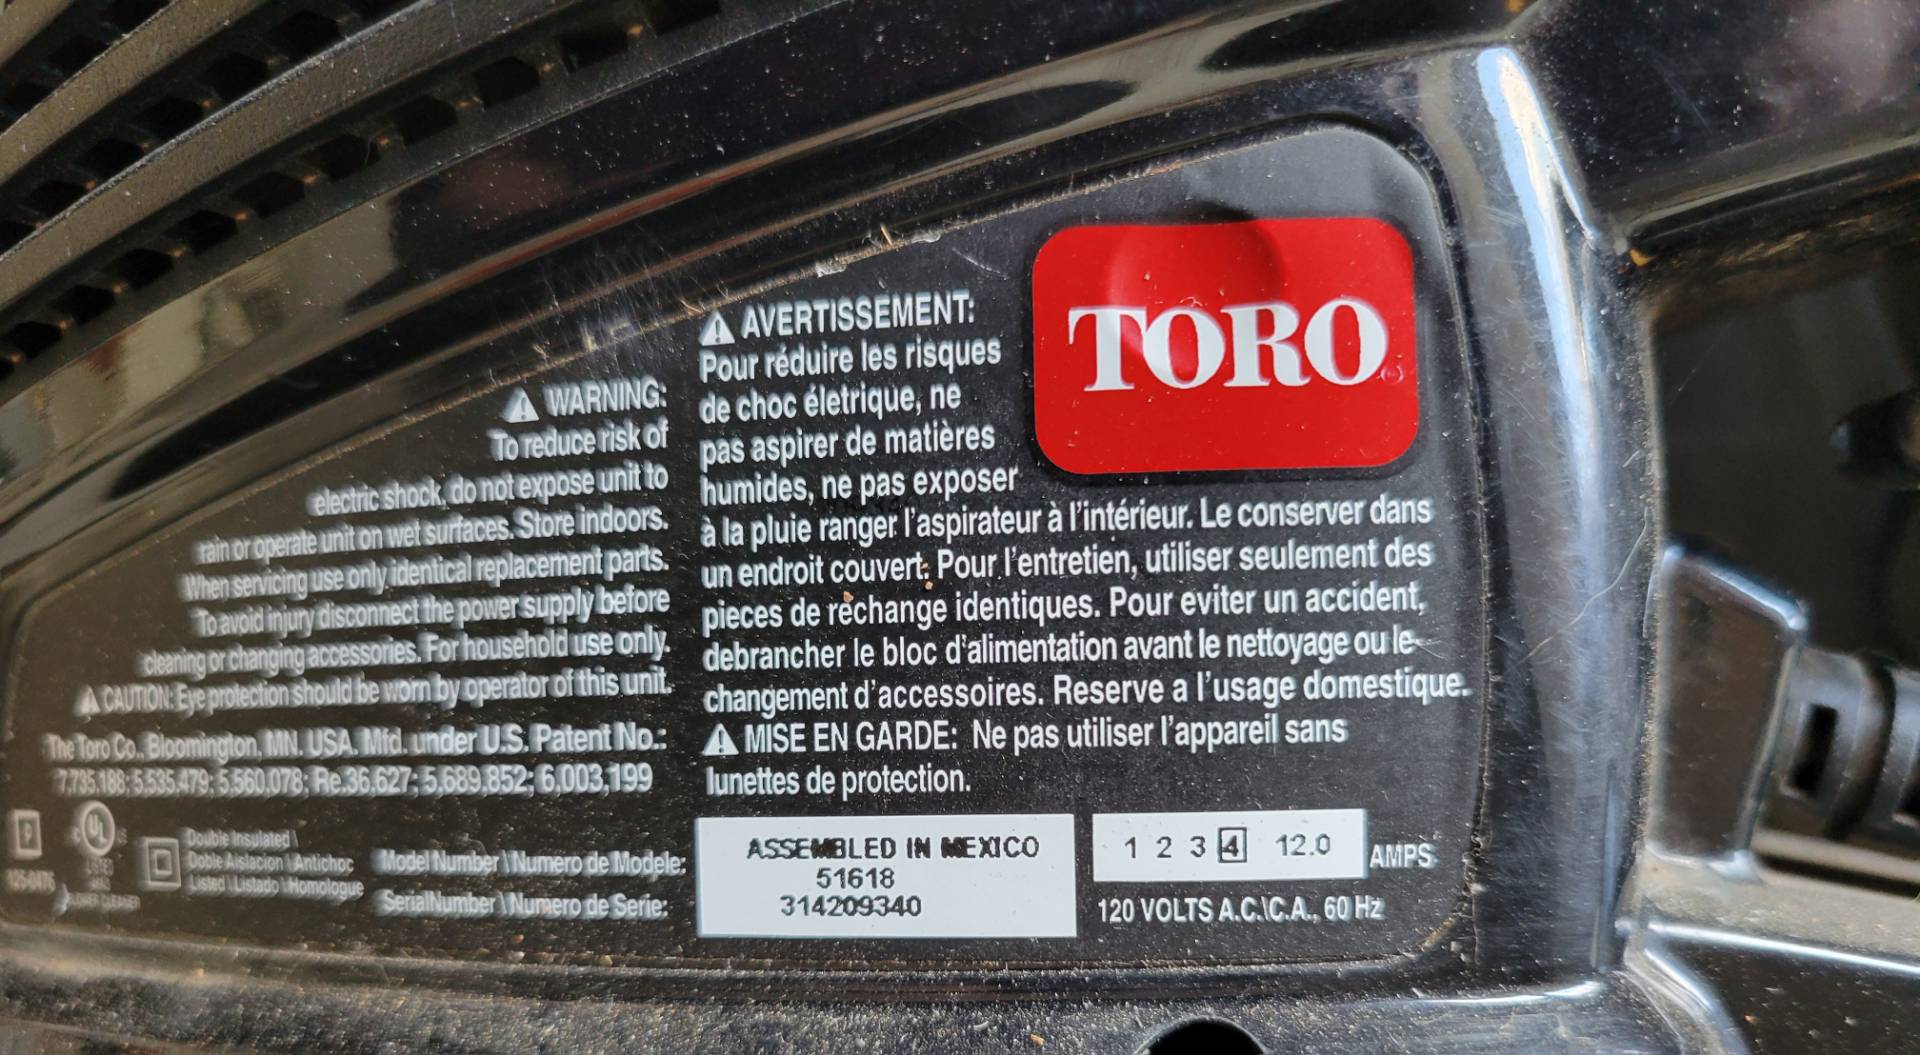 TORO
⚠ WARNING:
To reduce risk of
electric shock, do not expose unit to
rain or operate unit on wet surfaces. Store indoors.
When servicing use only identical replacement parts.
To avoid injury disconnect the power supply before
cleaning or changing accessories. For household use only.
⚠ CAUTION: Eye protection should be worn by operator of this unit.
The Toro Co., Bloomington, MN. USA. Mfd. under U.S. Patent No.:
7,735,188; 5,535,479; 5,560,078; Re.36,627; 5,689,852; 6,003,199
⚠ AVERTISSEMENT:
Pour réduire les risques
de choc életrique, ne
pas aspirer de matières
humides, ne pas exposer
à la pluie ranger l'aspirateur à l'intérieur. Le conserver dans
un endroit couvert. Pour l'entretien, utiliser seulement des
pieces de rechange identiques. Pour eviter un accident,
debrancher le bloc d'alimentation avant le nettoyage ou le
changement d'accessoires. Reserve a l'usage domestique.
⚠ MISE EN GARDE: Ne pas utiliser l'appareil sans
lunettes de protection.
UL
LISTED
Double Insulated \
Doble Aislacion \ Antichoc
Listed \ Listado \ Homologue
Model Number \ Numero de Modele:
SerialNumber \ Numero de Serie:
ASSEMBLED IN MEXICO
51618
314209340
1 2 3 4 12.0 AMPS
120 VOLTS A.C.\C.A., 60 Hz